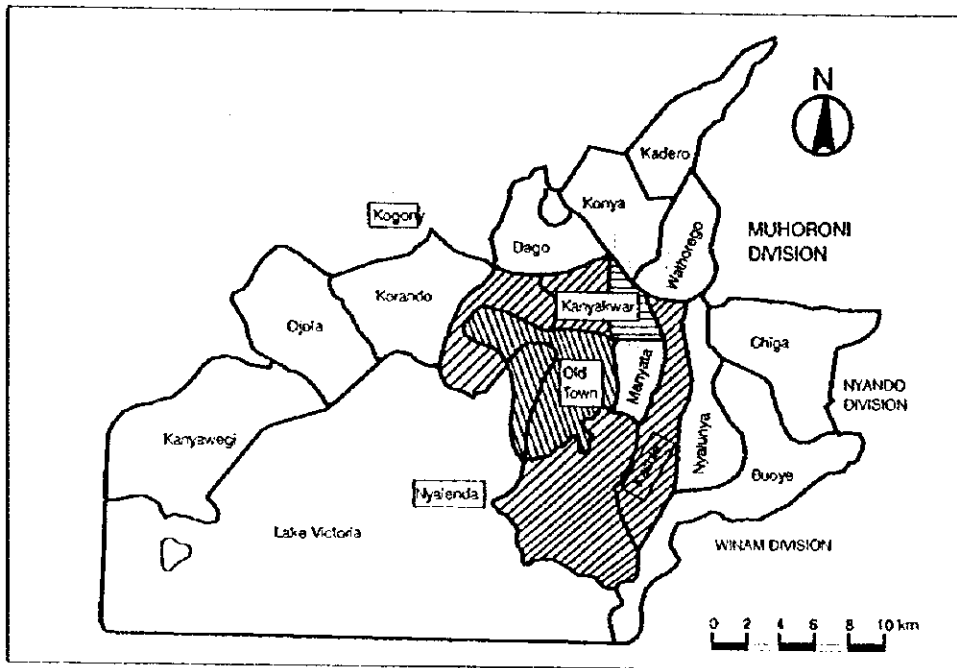 N
Kadero
Konya
Kogony
Dago
Wathorego
MUHORONI
DIVISION
Korando
Kanyakwar
Ojola
Chiga
Old
Town
Manyata
NYANDO
DIVISION
Kanyawegi
Nyalunya
Buoye
Nyalenda
Lake Victoria
WINAM DIVISION
0 2 4 6 8 10 km